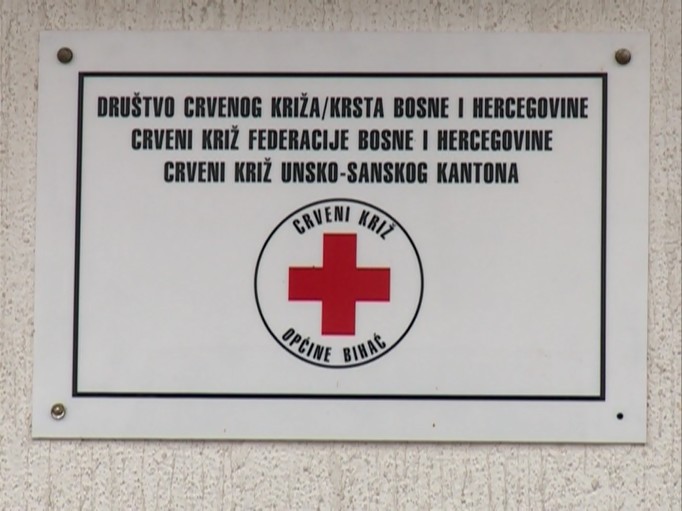 DRUŠTVO CRVENOG KRIŽA/KRSTA BOSNE I HERCEGOVINE
CRVENI KRIŽ FEDERACIJE BOSNE I HERCEGOVINE
CRVENI KRIŽ UNSKO-SANSKOG KANTONA
CRVENI KRIŽ
OPĆINE BIHAĆ